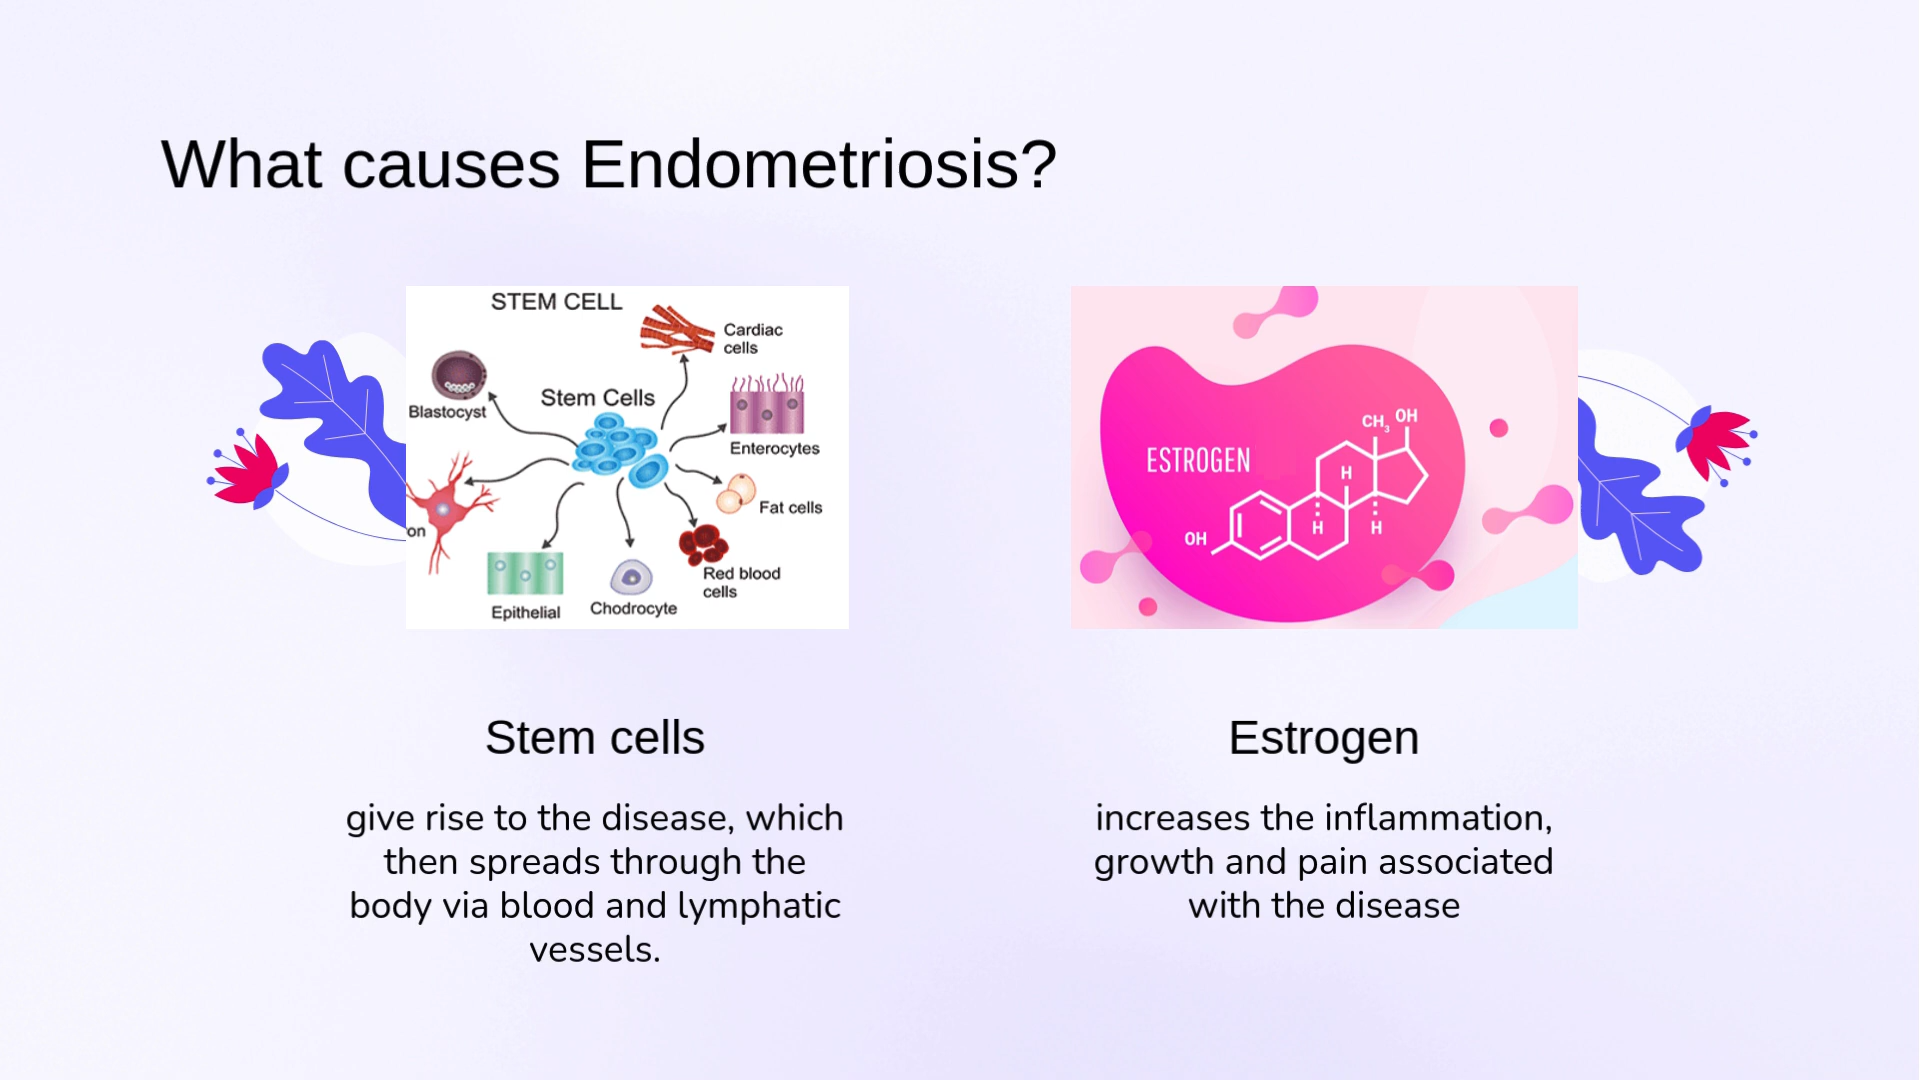 What causes Endometriosis?
STEM CELL
Cardiac
cells
Blastocyst
Stem Cells
Enterocytes
Fat cells
on
Red blood
cells
Epithelial
Chodrocyte
ESTROGEN
CH3 OH
H
H
H
OH
Stem cells
give rise to the disease, which
then spreads through the
body via blood and lymphatic
vessels.
Estrogen
increases the inflammation,
growth and pain associated
with the disease